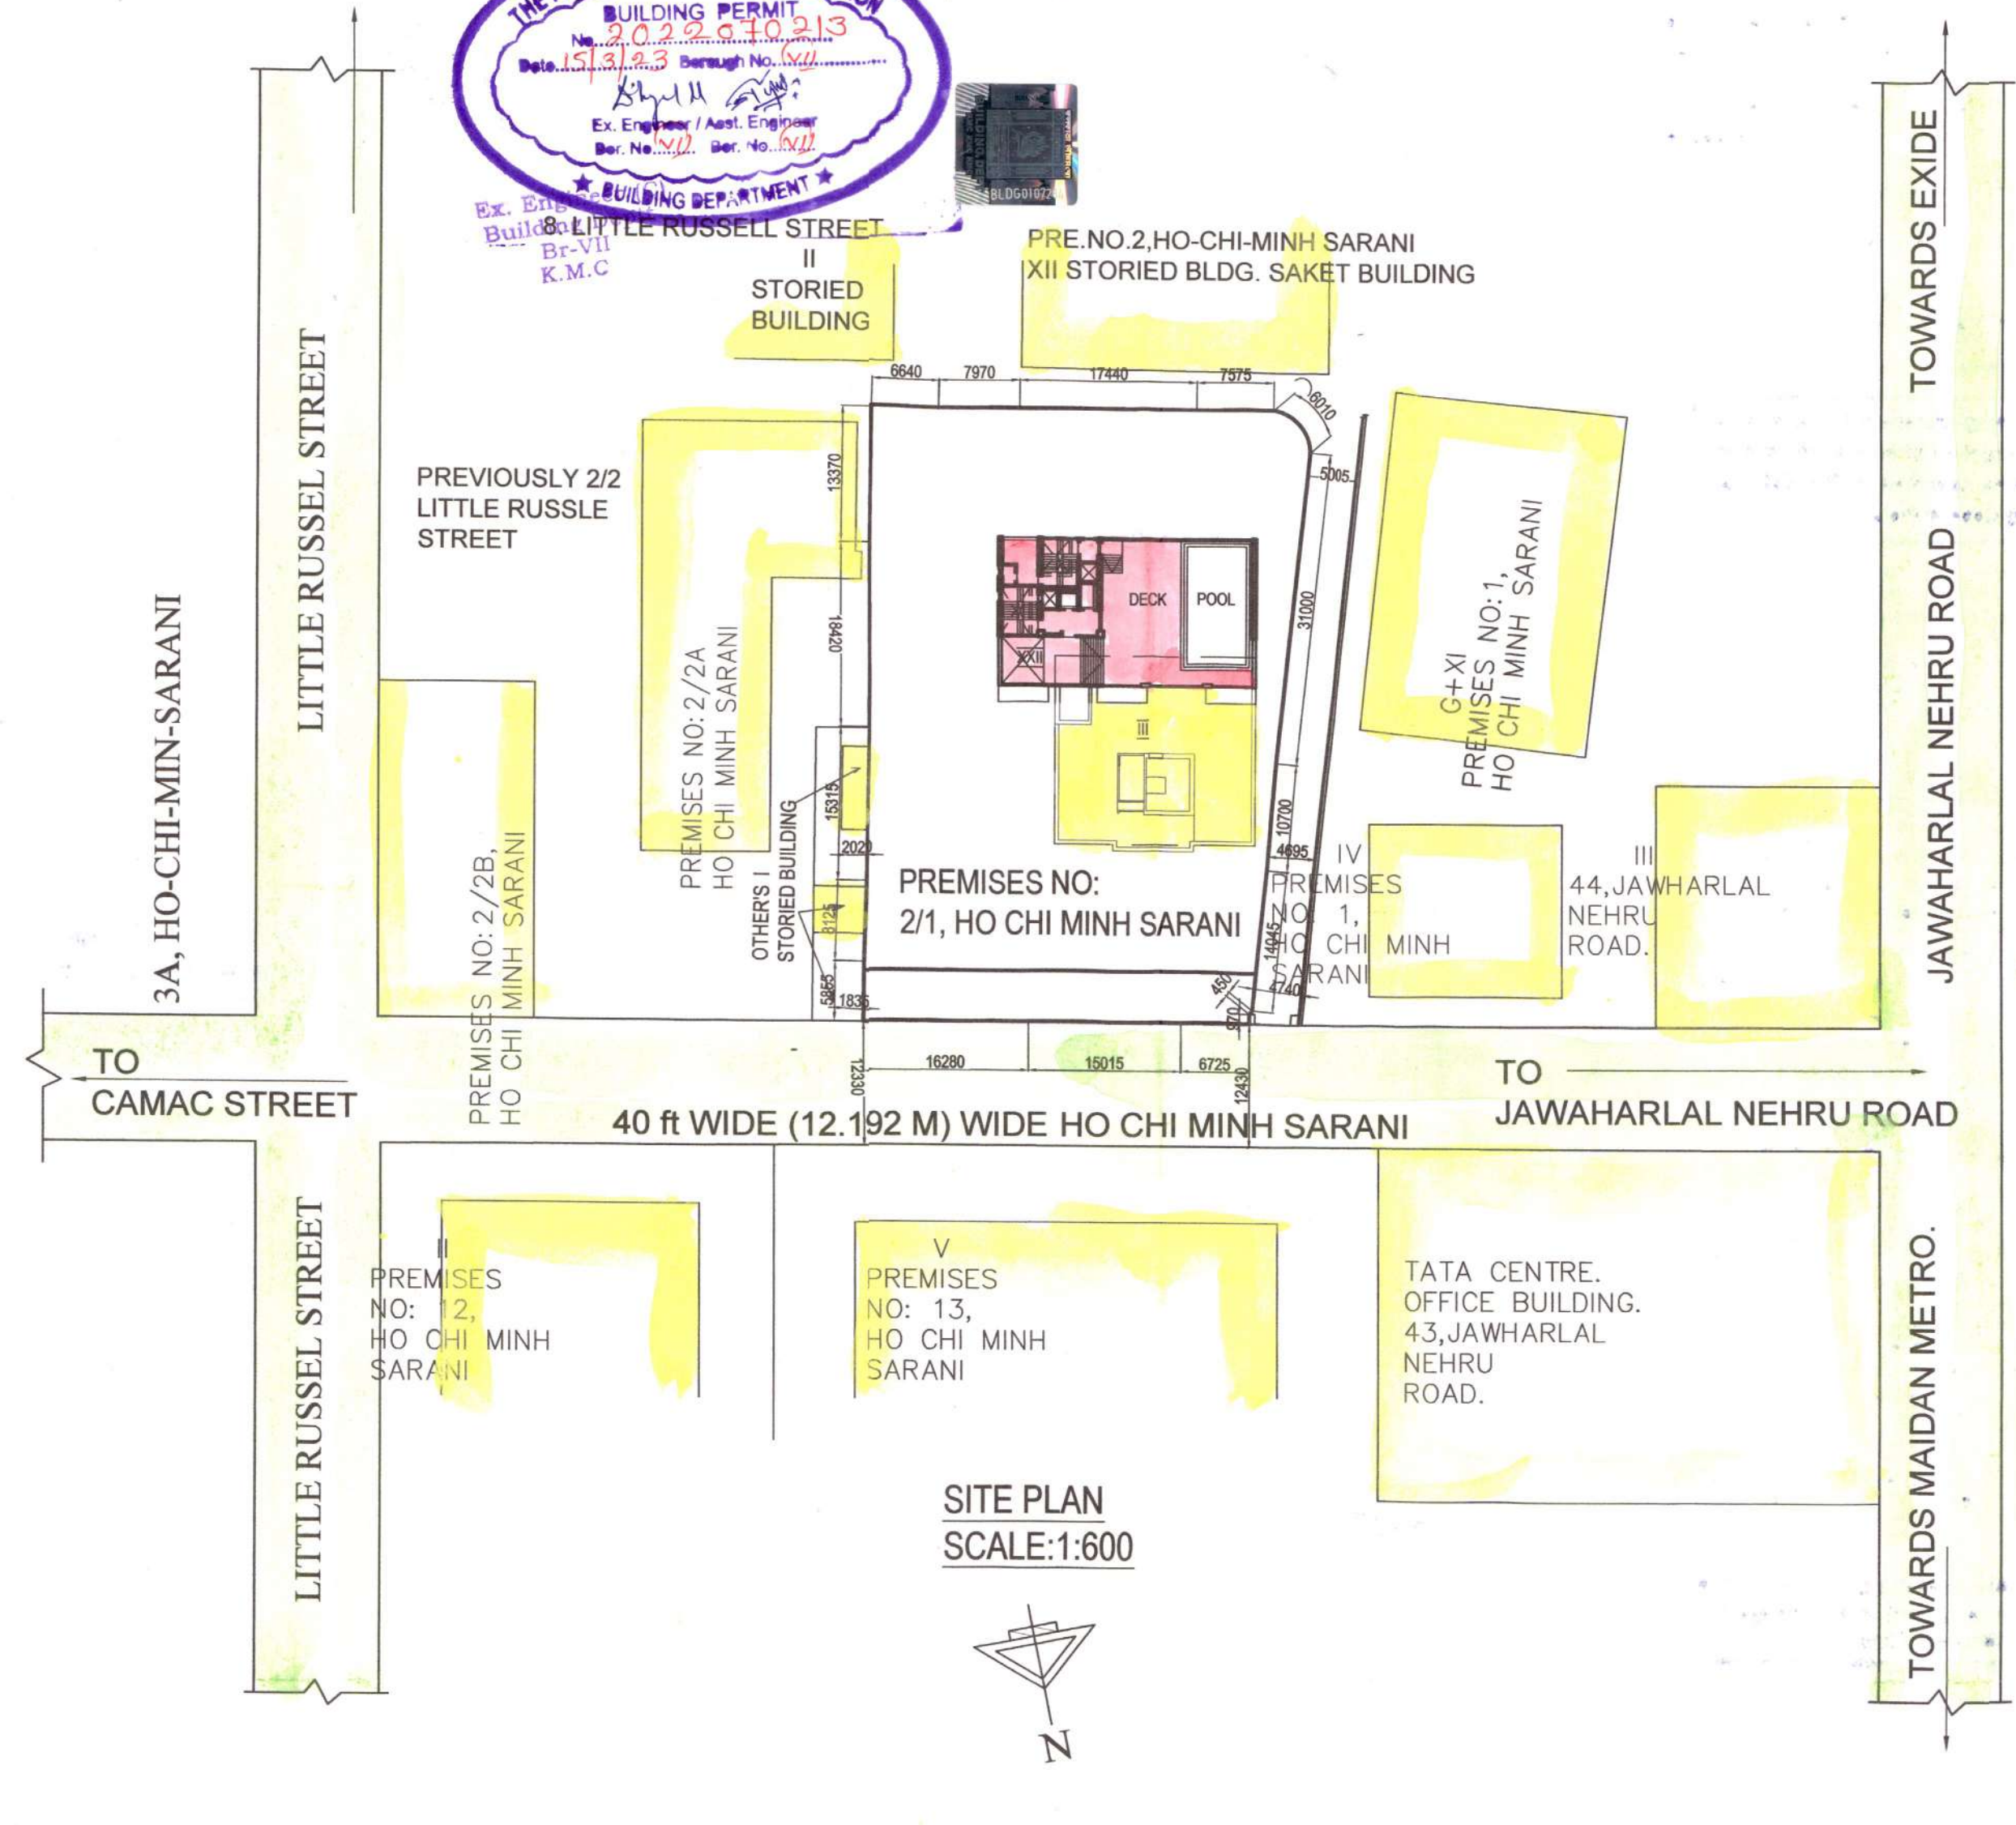 BUILDING PERMIT
No. 2022070213
Date 15/3/23 Borough No. VII
Ex. Engineer / Asst. Engineer
Bor. No. VII Bor. No. VII
★ BUILDING DEPARTMENT ★
Br-VII
K.M.C
5BLDG01022
8. LITTLE RUSSELL STREET
II
STORIED
BUILDING
PRE.NO.2,HO-CHI-MINH SARANI
XII STORIED BLDG. SAKET BUILDING
TOWARDS EXIDE
LITTLE RUSSEL STREET
6640
7970
17440
7575
6010
5005
PREVIOUSLY 2/2
LITTLE RUSSLE
STREET
13370
18420
31000
DECK
POOL
XXII
III
3A, HO-CHI-MIN-SARANI
PREMISES NO:2/2A
HO CHI MINH SARANI
G+XI
PREMISES NO:1,
HO CHI MINH SARANI
JAWAHARLAL NEHRU ROAD
15315
2020
10700
4695
OTHER'S I
STORIED BUILDING
8125
PREMISES NO:
2/1, HO CHI MINH SARANI
IV
PREMISES
NO: 1,
HO CHI MINH
SARANI
III
44,JAWHARLAL
NEHRU
ROAD.
14045
PREMISES NO:2/2B,
HO CHI MINH SARANI
5855
1835
450
4740
970
TO
CAMAC STREET
12330
16280
15015
6725
12430
TO
JAWAHARLAL NEHRU ROAD
40 ft WIDE (12.192 M) WIDE HO CHI MINH SARANI
LITTLE RUSSEL STREET
II
PREMISES
NO: 12,
HO CHI MINH
SARANI
V
PREMISES
NO: 13,
HO CHI MINH
SARANI
TATA CENTRE.
OFFICE BUILDING.
43,JAWHARLAL
NEHRU
ROAD.
TOWARDS MAIDAN METRO.
SITE PLAN
SCALE:1:600
N